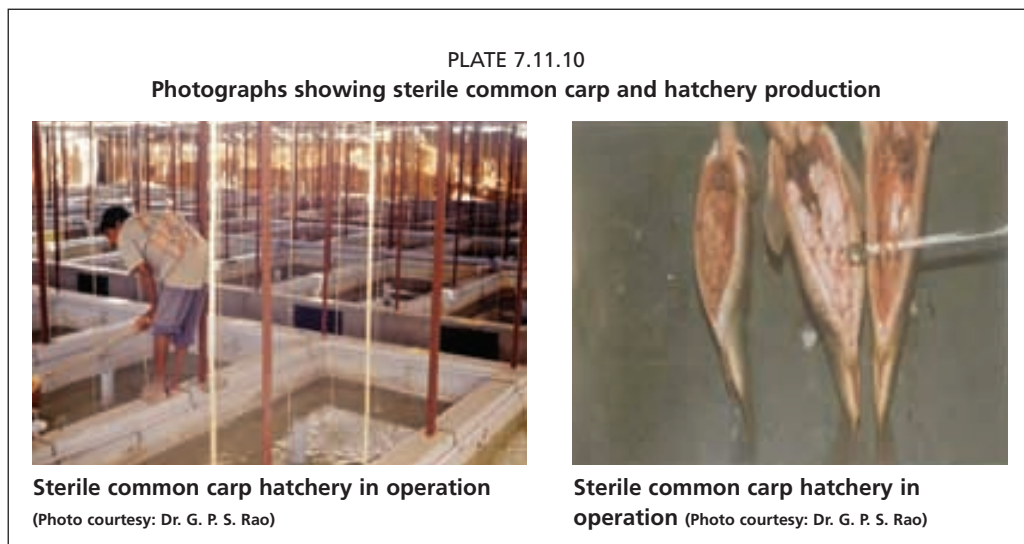 PLATE 7.11.10
Photographs showing sterile common carp and hatchery production
Sterile common carp hatchery in operation
(Photo courtesy: Dr. G. P. S. Rao)
Sterile common carp hatchery in
operation (Photo courtesy: Dr. G. P. S. Rao)